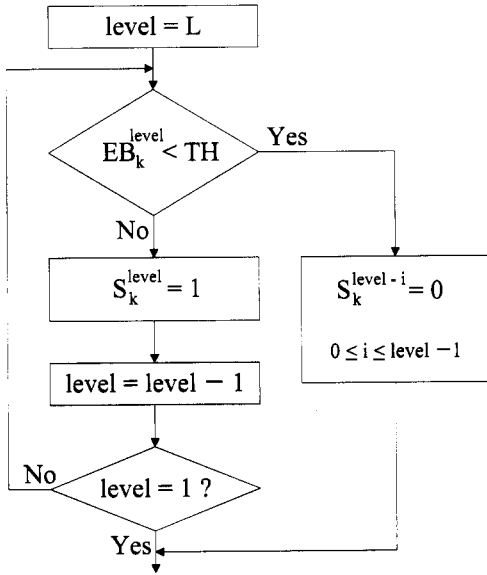 level = L
EB_k^level < TH
Yes
No
S_k^level = 1
S_k^level - i = 0
0 ≤ i ≤ level − 1
level = level − 1
No
level = 1 ?
Yes